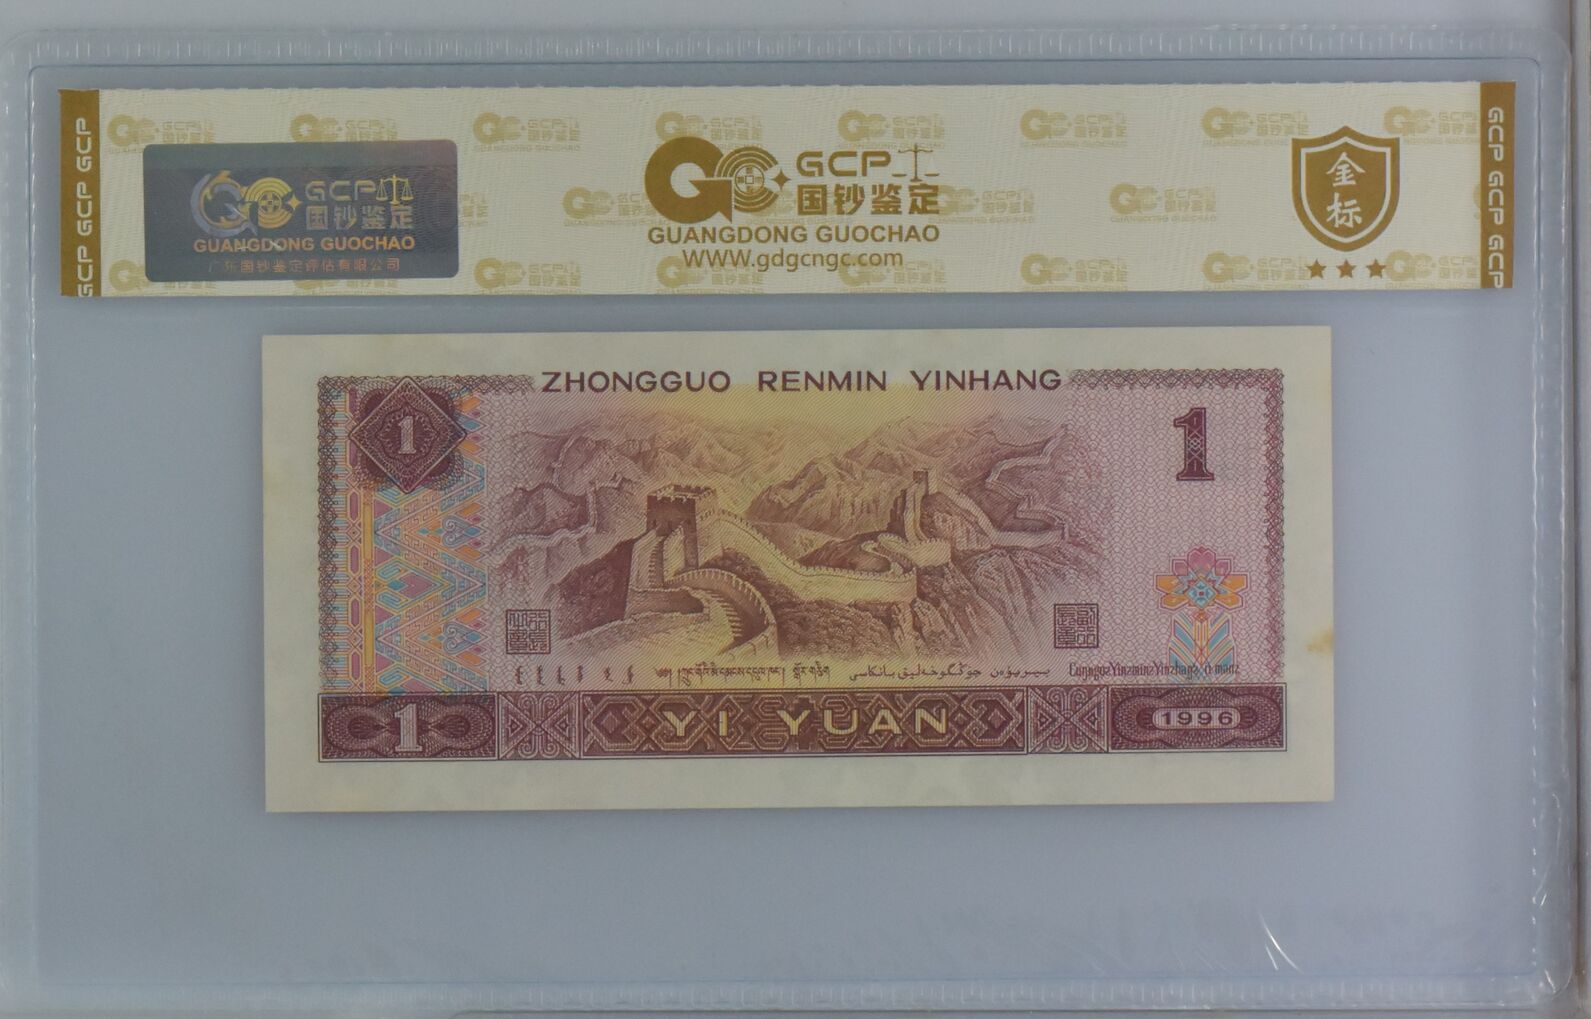 GCP GCP GCP
GCP
国钞鉴定
GUANGDONG GUOCHAO
广东国钞鉴定评估有限公司
GCP
国钞鉴定
GUANGDONG GUOCHAO
WWW.gdgcngc.com
金
标
GCP GCP GCP
ZHONGGUO RENMIN YINHANG
1
1
1
YI YUAN
1996